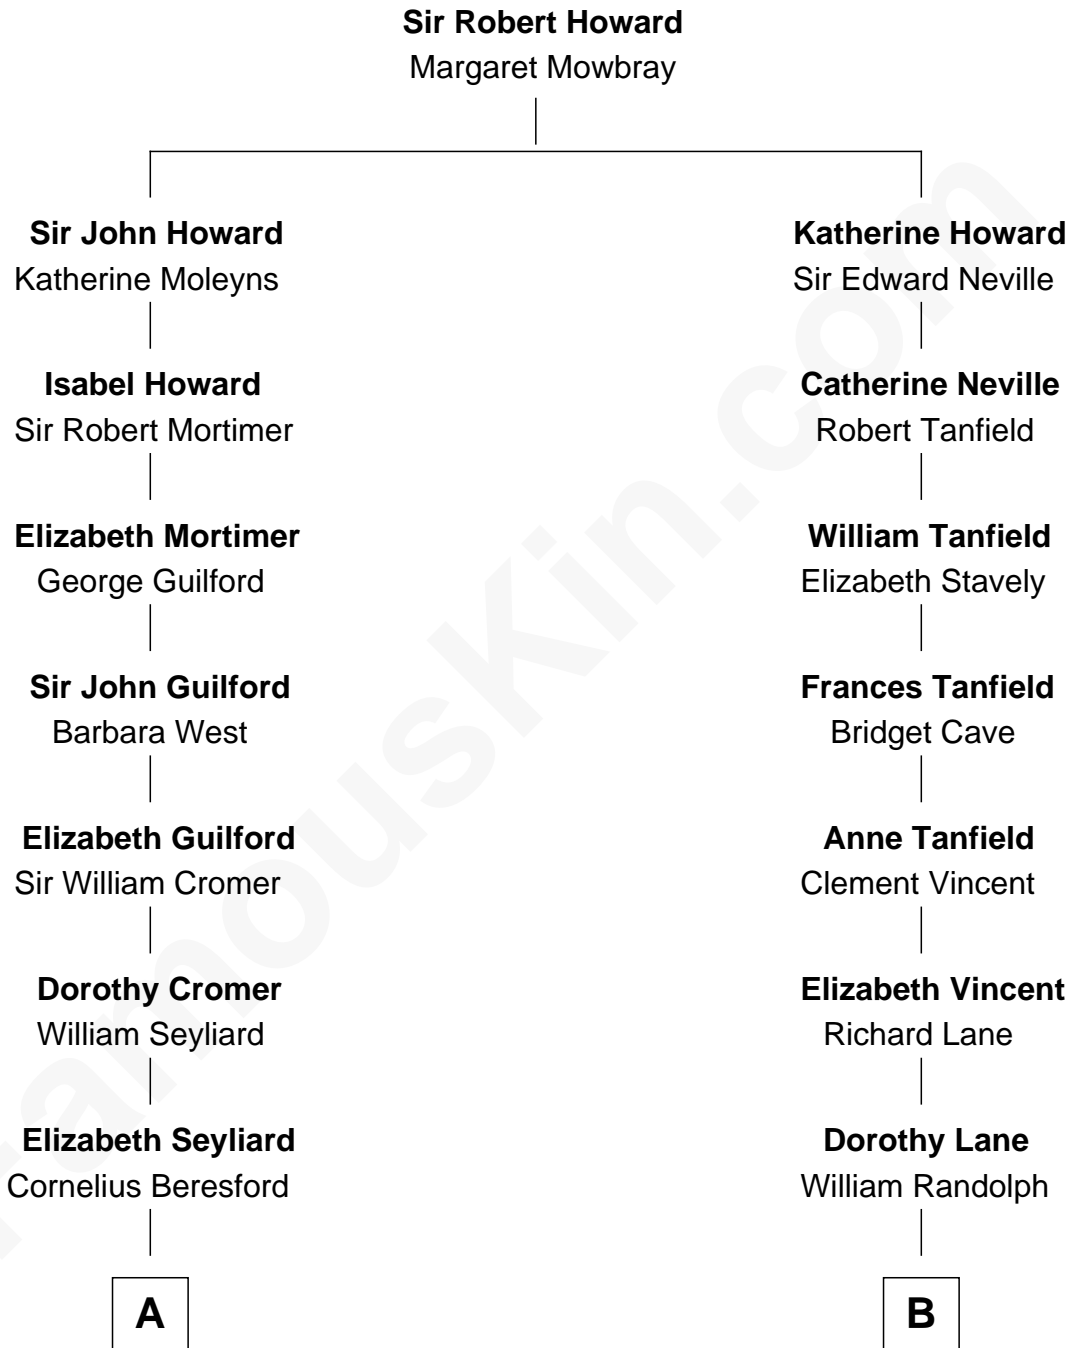 Sir Robert Howard
Margaret Mowbray
Sir John Howard
Katherine Moleyns
Isabel Howard
Sir Robert Mortimer
Elizabeth Mortimer
George Guilford
Sir John Guilford
Barbara West
Elizabeth Guilford
Sir William Cromer
Dorothy Cromer
William Seyliard
Elizabeth Seyliard
Cornelius Beresford
A
Katherine Howard
Sir Edward Neville
Catherine Neville
Robert Tanfield
William Tanfield
Elizabeth Stavely
Frances Tanfield
Bridget Cave
Anne Tanfield
Clement Vincent
Elizabeth Vincent
Richard Lane
Dorothy Lane
William Randolph
B
FamousKin.com